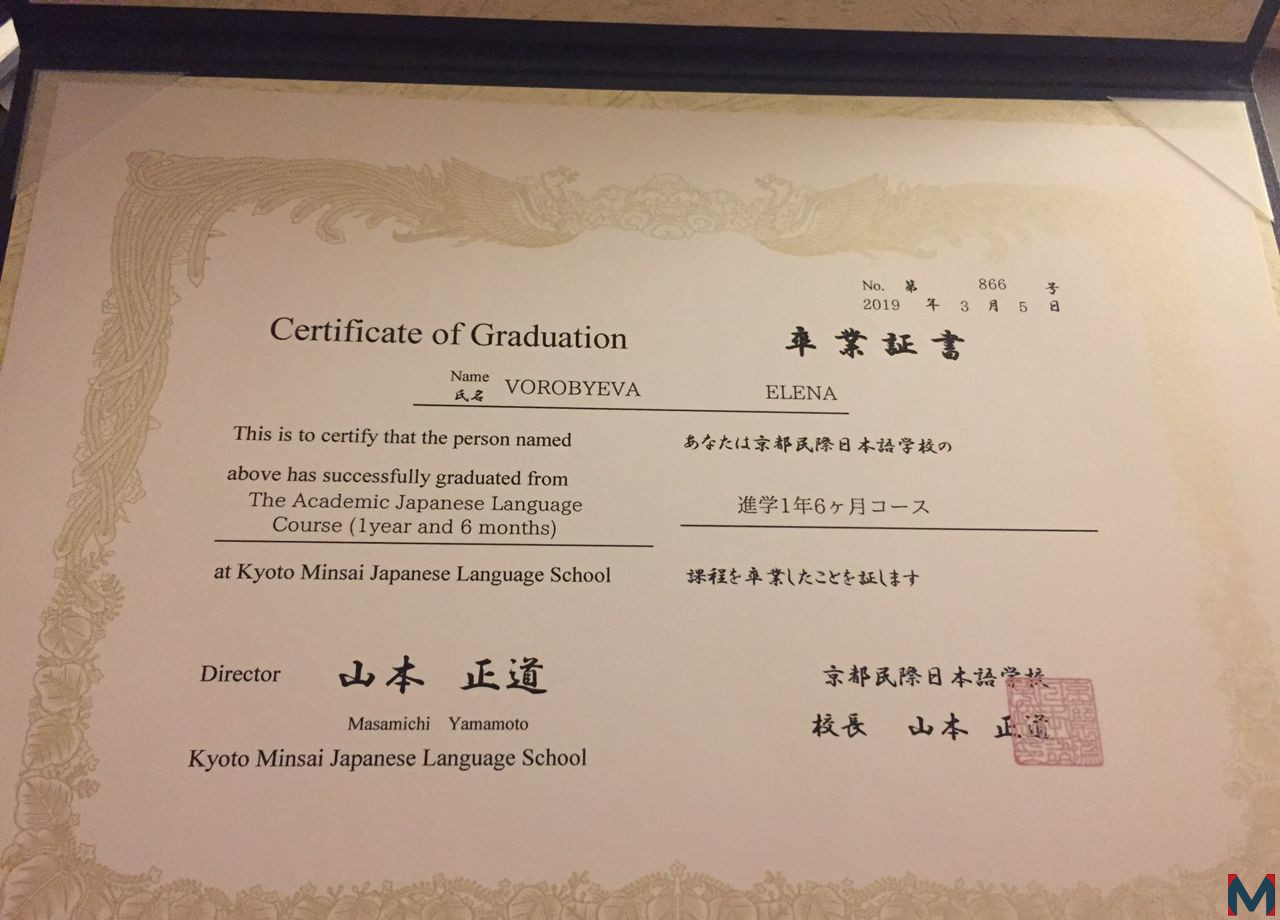 No. 第 866 号
2019 年 3 月 5 日
Certificate of Graduation
卒業証書
Name
氏名
VOROBYEVA ELENA
This is to certify that the person named
あなたは京都民際日本語学校の
above has successfully graduated from
The Academic Japanese Language
Course (1year and 6 months)
進学1年6ヶ月コース
at Kyoto Minsai Japanese Language School
課程を卒業したことを証します
Director 山本 正道
Masamichi Yamamoto
Kyoto Minsai Japanese Language School
京都民際日本語学校
校長 山本 正道
M